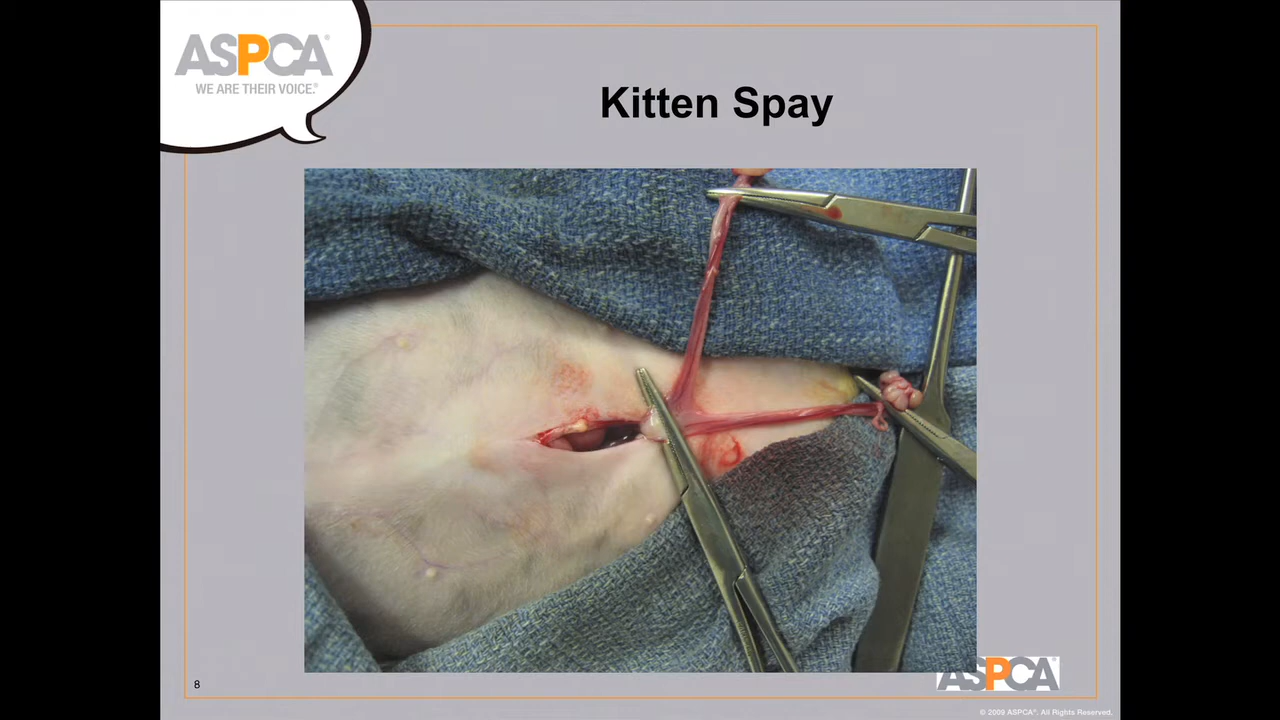 ASPCA®
WE ARE THEIR VOICE.®
Kitten Spay
8
ASPCA
© 2009 ASPCA®. All Rights Reserved.